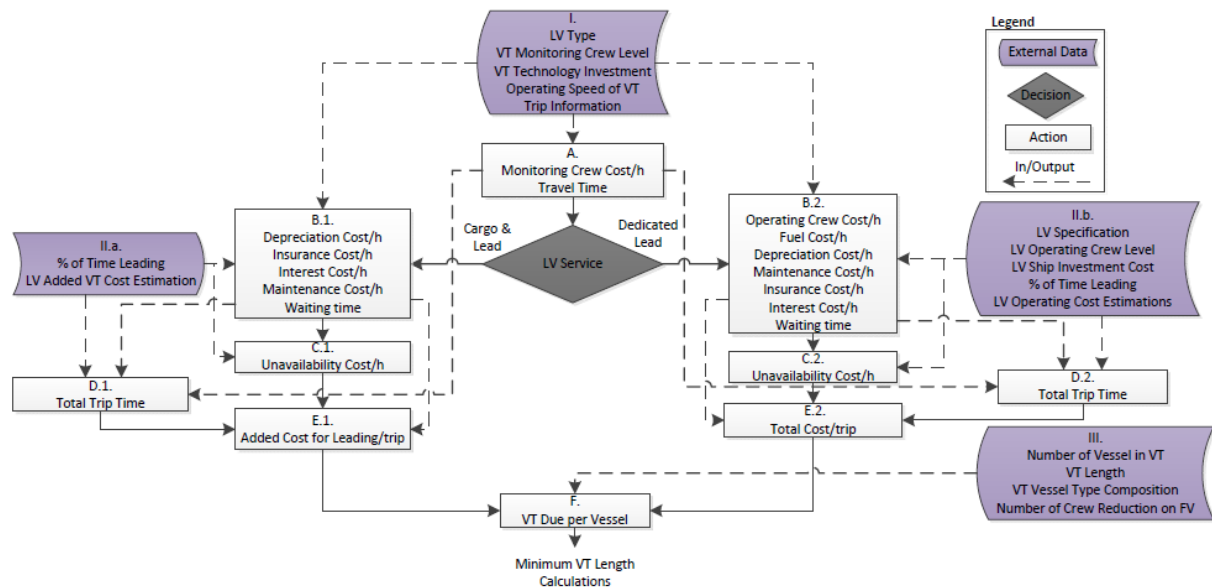 I.
LV Type
VT Monitoring Crew Level
VT Technology Investment
Operating Speed of VT
Trip Information
Legend
External Data
Decision
Action
In/Output
A.
Monitoring Crew Cost/h
Travel Time
B.1.
Depreciation Cost/h
Insurance Cost/h
Interest Cost/h
Maintenance Cost/h
Waiting time
Cargo &
Lead
LV Service
Dedicated
Lead
B.2.
Operating Crew Cost/h
Fuel Cost/h
Depreciation Cost/h
Maintenance Cost/h
Insurance Cost/h
Interest Cost/h
Waiting time
II.a.
% of Time Leading
LV Added VT Cost Estimation
II.b.
LV Specification
LV Operating Crew Level
LV Ship Investment Cost
% of Time Leading
LV Operating Cost Estimations
C.1.
Unavailability Cost/h
C.2.
Unavailability Cost/h
D.1.
Total Trip Time
D.2.
Total Trip Time
E.1.
Added Cost for Leading/trip
E.2.
Total Cost/trip
III.
Number of Vessel in VT
VT Length
VT Vessel Type Composition
Number of Crew Reduction on FV
F.
VT Due per Vessel
Minimum VT Length
Calculations